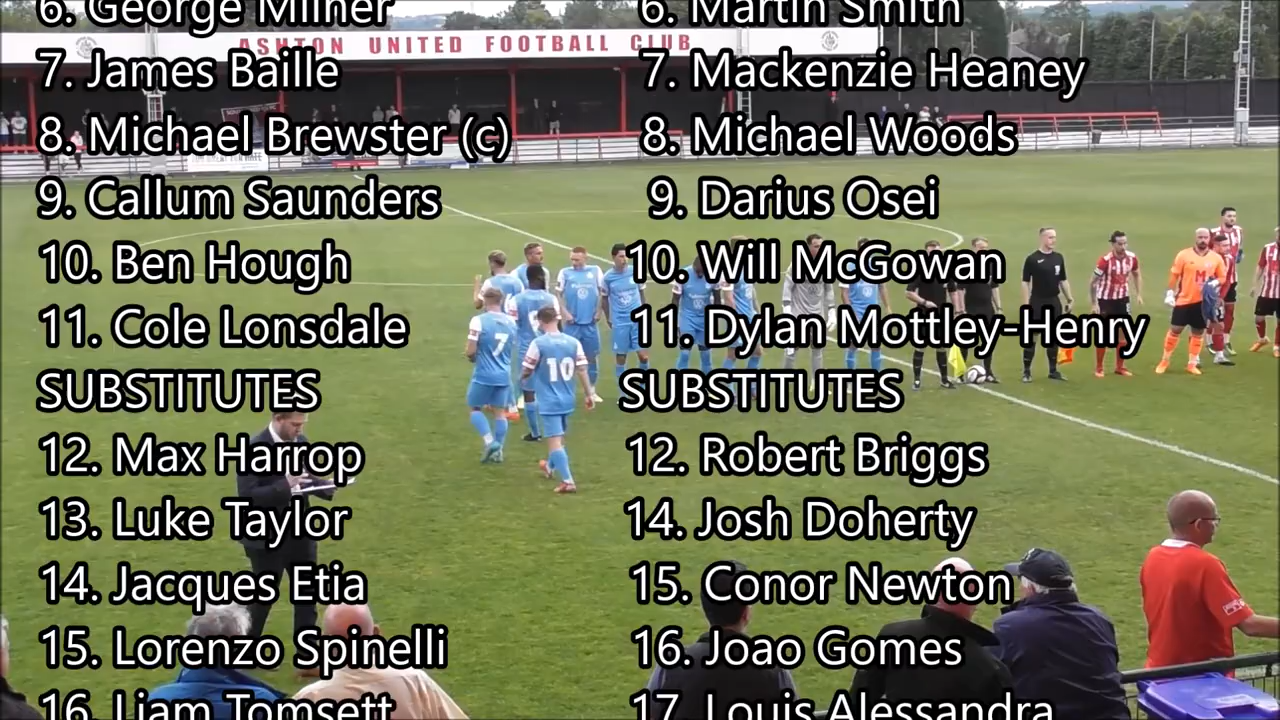 6. George Milner
6. Martin Smith
ASHTON UNITED FOOTBALL CLUB
7. James Baille
7. Mackenzie Heaney
8. Michael Brewster (c)
8. Michael Woods
9. Callum Saunders
9. Darius Osei
10. Ben Hough
10. Will McGowan
11. Cole Lonsdale
11. Dylan Mottley-Henry
7
10
SUBSTITUTES
SUBSTITUTES
12. Max Harrop
12. Robert Briggs
13. Luke Taylor
14. Josh Doherty
14. Jacques Etia
15. Conor Newton
15. Lorenzo Spinelli
16. Joao Gomes
16. Liam Tomsett
17. Louis Alessandra